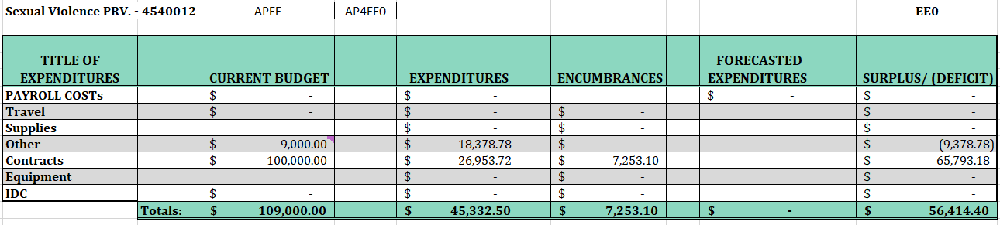 Sexual Violence PRV. - 4540012 APEE AP4EE0 EE0
TITLE OF FORECASTED
EXPENDITURES CURRENT BUDGET EXPENDITURES ENCUMBRANCES EXPENDITURES SURPLUS/ (DEFICIT)
PAYROLL COSTs $ - $ - $ - $ -
Travel $ - $ - $ - $ -
Supplies $ - $ - $ -
Other $ 9,000.00 $ 18,378.78 $ - $ (9,378.78)
Contracts $ 100,000.00 $ 26,953.72 $ 7,253.10 $ 65,793.18
Equipment $ - $ - $ -
IDC $ - $ - $ - $ -
Totals: $ 109,000.00 $ 45,332.50 $ 7,253.10 $ - $ 56,414.40